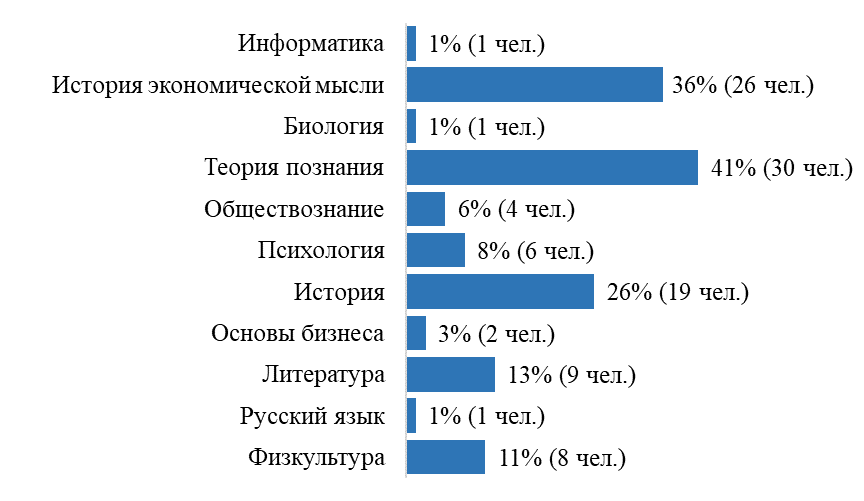 Информатика 1% (1 чел.)
История экономической мысли 36% (26 чел.)
Биология 1% (1 чел.)
Теория познания 41% (30 чел.)
Обществознание 6% (4 чел.)
Психология 8% (6 чел.)
История 26% (19 чел.)
Основы бизнеса 3% (2 чел.)
Литература 13% (9 чел.)
Русский язык 1% (1 чел.)
Физкультура 11% (8 чел.)